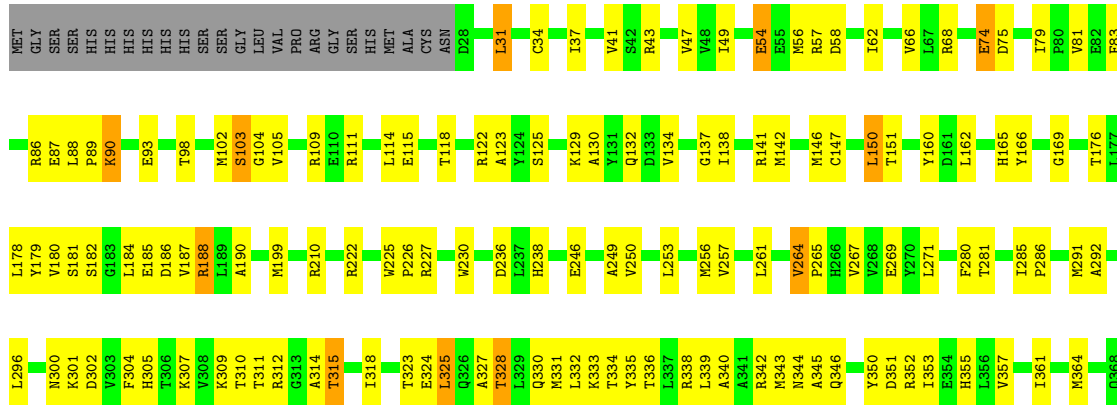 MET GLY SER SER HIS HIS HIS HIS HIS HIS SER SER GLY LEU VAL PRO ARG GLY SER HIS MET ALA CYS ASN D28 L31 C34 I37 V41 S42 R43 V47 V48 I49 E54 E55 M56 R57 D58 I62 V66 L67 R68 E74 D75 I79 P80 V81 E82 E83
R86 E87 L88 P89 K90 E93 T98 M102 S103 G104 V105 R109 E110 R111 L114 E115 T118 R122 A123 Y124 S125 K129 A130 Y131 Q132 D133 V134 G137 I138 R141 M142 M146 C147 L150 T151 Y160 D161 L162 H165 Y166 G169 T176 L177
L178 Y179 V180 S181 S182 G183 L184 E185 D186 V187 R188 L189 A190 M199 R210 R222 W225 P226 R227 W230 D236 L237 H238 E246 A249 V250 L253 M256 V257 L261 V264 P265 H266 V267 V268 E269 Y270 L271 F280 T281 I285 P286 M291 A292
L296 N300 K301 D302 V303 F304 H305 T306 K307 V308 K309 T310 T311 R312 G313 A314 T315 I318 T323 E324 L325 Q326 A327 T328 L329 Q330 M331 L332 K333 T334 Y335 T336 L337 R338 L339 A340 A341 R342 M343 N344 A345 Q346 Y350 D351 R352 I353 E354 H355 L356 V357 I361 M364 Q368